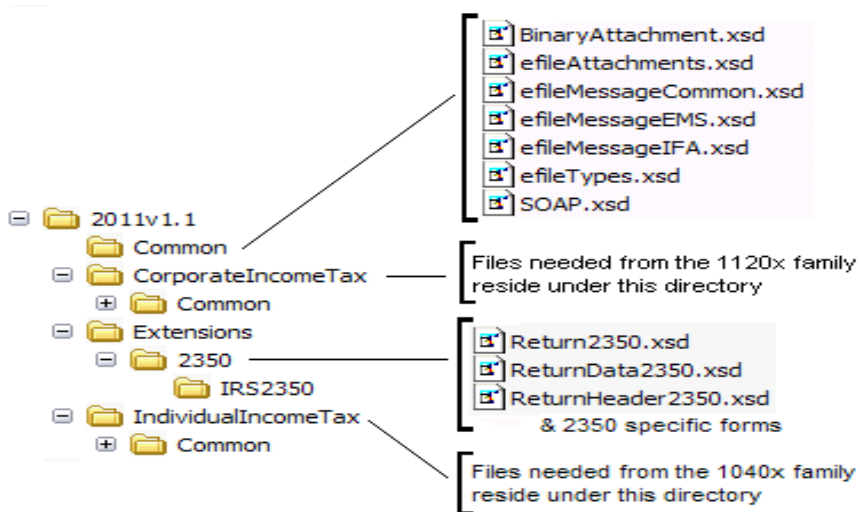 BinaryAttachment.xsd
efileAttachments.xsd
efileMessageCommon.xsd
efileMessageEMS.xsd
efileMessageIFA.xsd
efileTypes.xsd
SOAP.xsd
2011v1.1
Common
CorporateIncomeTax
Common
Files needed from the 1120x family
reside under this directory
Extensions
2350
IRS2350
Return2350.xsd
ReturnData2350.xsd
ReturnHeader2350.xsd
& 2350 specific forms
IndividualIncomeTax
Common
Files needed from the 1040x family
reside under this directory